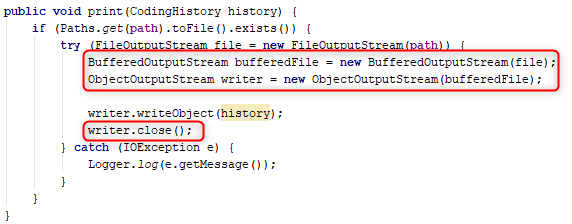 public void print(CodingHistory history) {
    if (Paths.get(path).toFile().exists()) {
        try (FileOutputStream file = new FileOutputStream(path)) {
            BufferedOutputStream bufferedFile = new BufferedOutputStream(file);
            ObjectOutputStream writer = new ObjectOutputStream(bufferedFile);

            writer.writeObject(history);
            writer.close();
        } catch (IOException e) {
            Logger.log(e.getMessage());
        }
    }
}